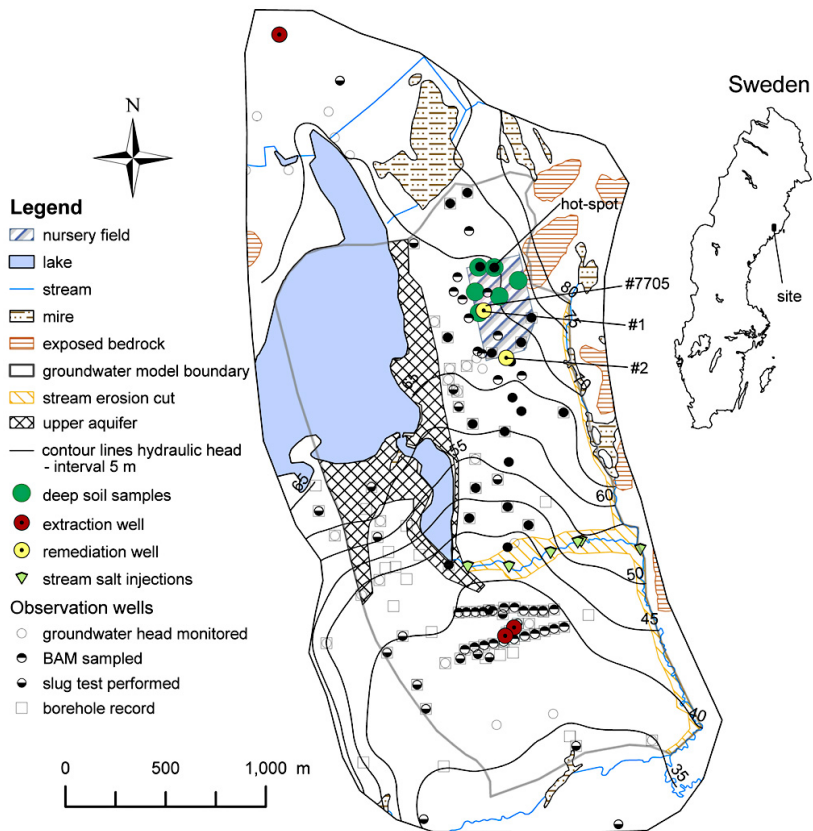 Sweden
N
hot-spot
Legend
nursery field
lake
stream
mire
exposed bedrock
groundwater model boundary
stream erosion cut
upper aquifer
contour lines hydraulic head
- interval 5 m
deep soil samples
extraction well
remediation well
stream salt injections
Observation wells
groundwater head monitored
BAM sampled
slug test performed
borehole record
0 500 1,000 m
#7705
#1
#2
site
80
75
70
65
55
65
60
50
45
40
35